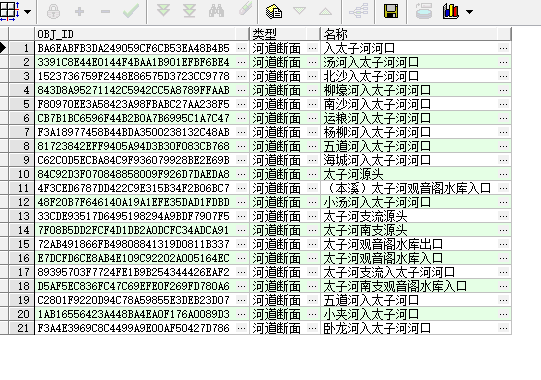 OBJ_ID 类型 名称
1 BA6EABFB3DA249059CF6CB53EA48B4B5 … 河道断面 … 入太子河河口 …
2 3391C8E44E0144F4BAA1B901EFBF6BE4 … 河道断面 … 汤河入太子河河口 …
3 1523736759F2448E86575D3723CC9778 … 河道断面 … 北沙入太子河河口 …
4 843D8A95271142C5942CC5A8789FFAAB … 河道断面 … 柳壕河入太子河河口 …
5 F80970EE3A58423A98FBABC27AA238F5 … 河道断面 … 南沙河入太子河河口 …
6 CB7B1BC6596F44B2B0A7B6995C1A7C47 … 河道断面 … 运粮河入太子河河口 …
7 F3A18977458B44BDA3500238132C48AB … 河道断面 … 杨柳河入太子河河口 …
8 81723842EFF9405A94D3B30F083CB768 … 河道断面 … 五道河入太子河河口 …
9 C62C0D5ECBA84C9F936079928BE2E69B … 河道断面 … 海城河入太子河河口 …
10 84C92D3F070848858009F926D7DAEDA8 … 河道断面 … 太子河源头 …
11 4F3CED6787DD422C9E315B34F2B06BC7 … 河道断面 … （本溪）太子河观音阁水库入口 …
12 48F20B7F646140A19A1EFE35DAD1FDBD … 河道断面 … 小汤河入太子河河口 …
13 33CDE93517D6495198294A9BDF7907F5 … 河道断面 … 太子河支流源头 …
14 7F08B5DD2FCF4D1DB2A0DCFC34ADCA91 … 河道断面 … 太子河南支源头 …
15 72AB491866FB49808841319D0811B337 … 河道断面 … 太子河观音阁水库出口 …
16 E7DCFD6CE8AB4E109C92202A005164EC … 河道断面 … 太子河观音阁水库入口 …
17 89395703F7724FE1B9B254344426EAF2 … 河道断面 … 太子河支流入太子河河口 …
18 D5AF5EC836FC47C69EFE0F269FD780A6 … 河道断面 … 太子河南支观音阁水库入口 …
19 C2801F9220D94C78A59855E3DEB23D07 … 河道断面 … 五道河入太子河口 …
20 1AB16556423A448BA4EA0F176A0089D3 … 河道断面 … 小夹河入太子河口 …
21 F3A4E3969C8C4499A9E00AF50427D786 … 河道断面 … 卧龙河入太子河河口 …